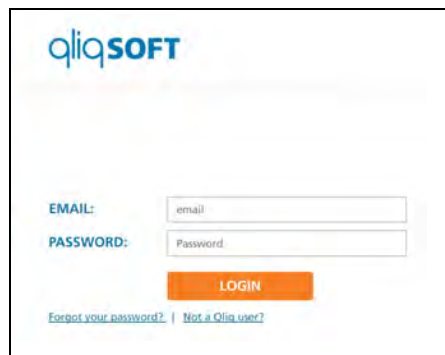 qliqSOFT
EMAIL: email
PASSWORD: Password
LOGIN
Forgot your password? | Not a Qliq user?